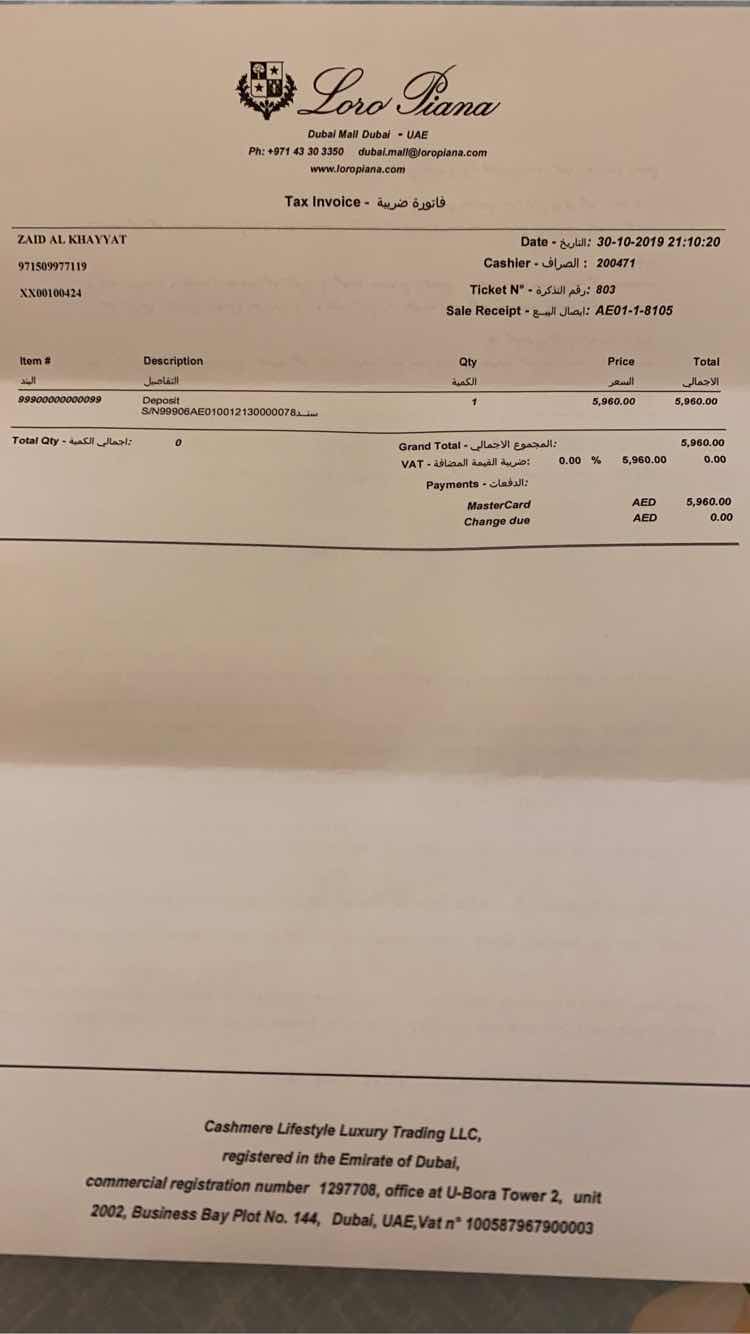 Loro Piana
Dubai Mall Dubai - UAE
Ph: +971 43 30 3350 dubai.mall@loropiana.com
www.loropiana.com
Tax Invoice - فاتورة ضريبة
ZAID AL KHAYYAT
971509977119
XX00100424
Date - التاريخ: 30-10-2019 21:10:20
Cashier - الصراف : 200471
Ticket N° - رقم التذكرة: 803
Sale Receipt - ايصال البيع: AE01-1-8105
Item # Description Qty Price Total
البند التفاصيل الكمية السعر الاجمالي
99900000000099 Deposit 1 5,960.00 5,960.00
S/N99906AE010012130000078سند
Total Qty - اجمالي الكمية: 0
Grand Total - المجموع الاجمالي: 5,960.00
VAT - ضريبة القيمة المضافة: 0.00 % 5,960.00 0.00
Payments - الدفعات:
MasterCard AED 5,960.00
Change due AED 0.00
Cashmere Lifestyle Luxury Trading LLC,
registered in the Emirate of Dubai,
commercial registration number 1297708, office at U-Bora Tower 2, unit
2002, Business Bay Plot No. 144, Dubai, UAE,Vat n° 100587967900003